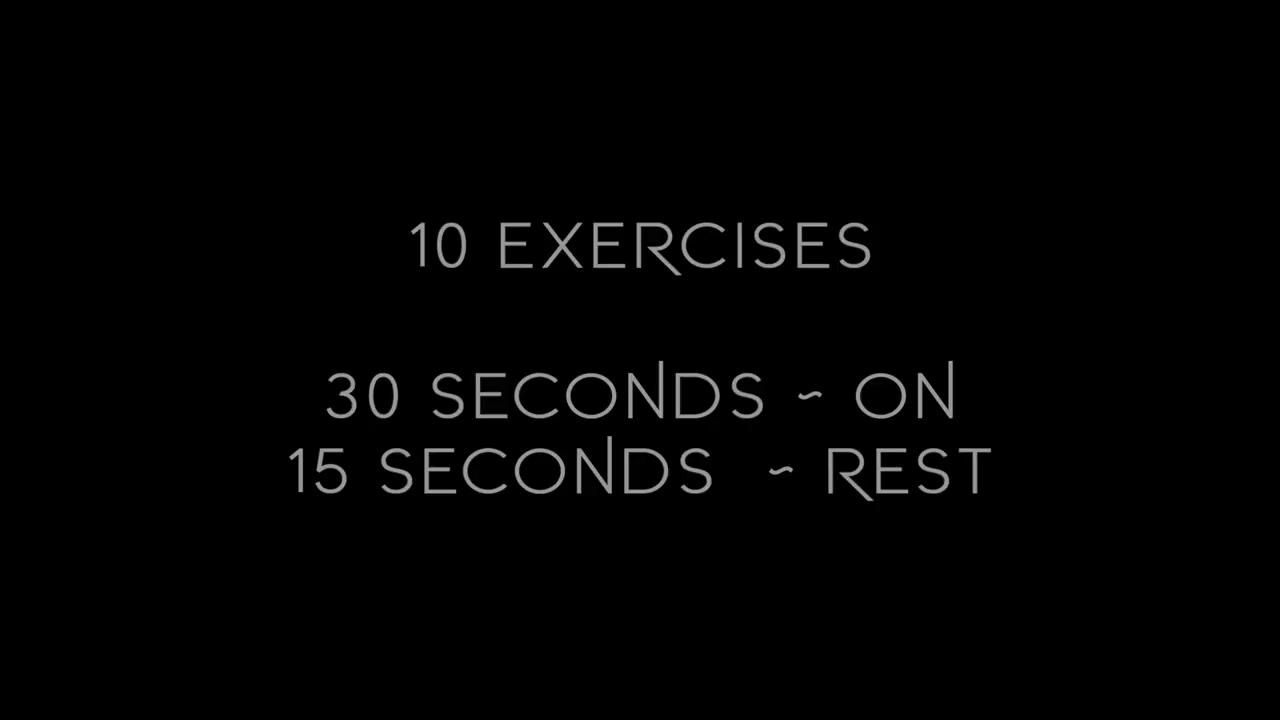 10 EXERCISES
30 SECONDS ~ ON
15 SECONDS ~ REST